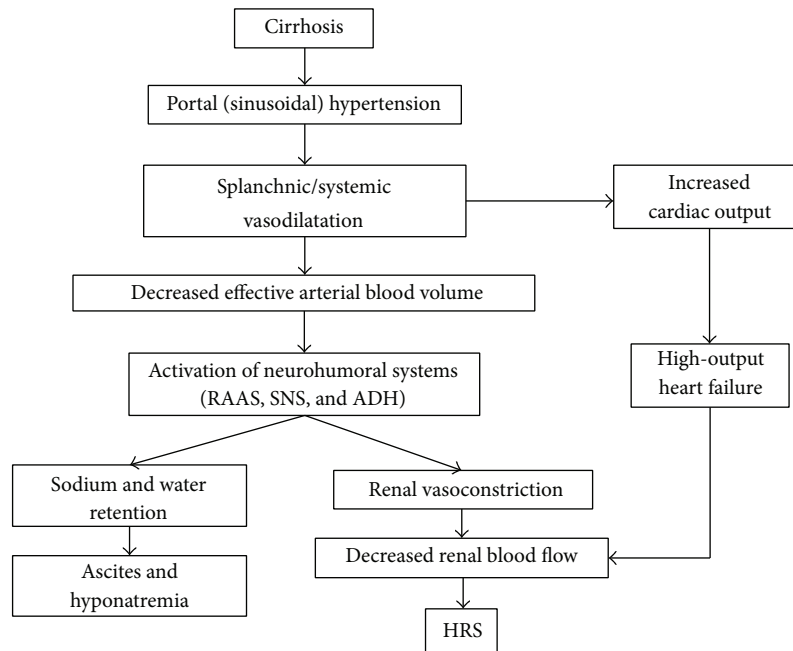 Cirrhosis
Portal (sinusoidal) hypertension
Splanchnic/systemic
vasodilatation
Increased
cardiac output
Decreased effective arterial blood volume
Activation of neurohumoral systems
(RAAS, SNS, and ADH)
High-output
heart failure
Sodium and water
retention
Renal vasoconstriction
Decreased renal blood flow
Ascites and
hyponatremia
HRS